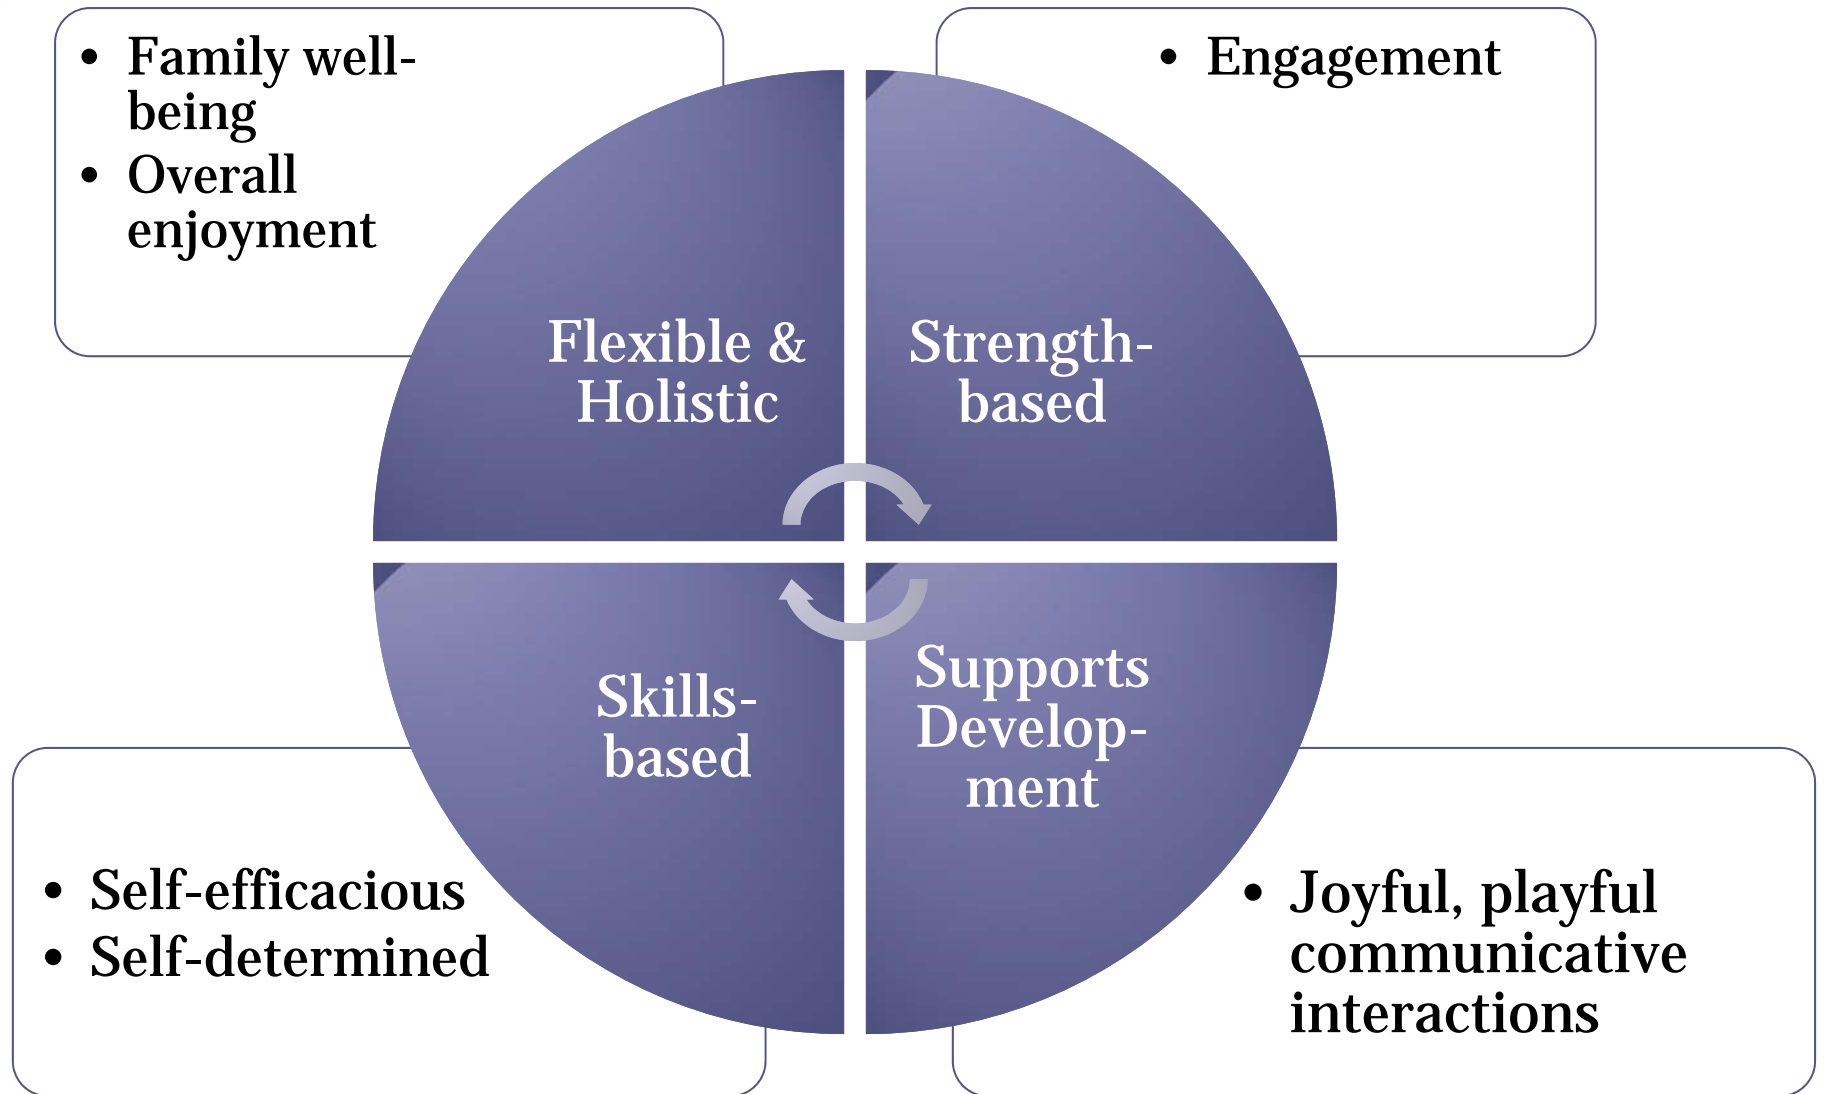 • Family well-
being
• Overall
enjoyment
• Engagement
Flexible &
Holistic
Strength-
based
Skills-
based
Supports
Develop-
ment
• Self-efficacious
• Self-determined
• Joyful, playful
communicative
interactions